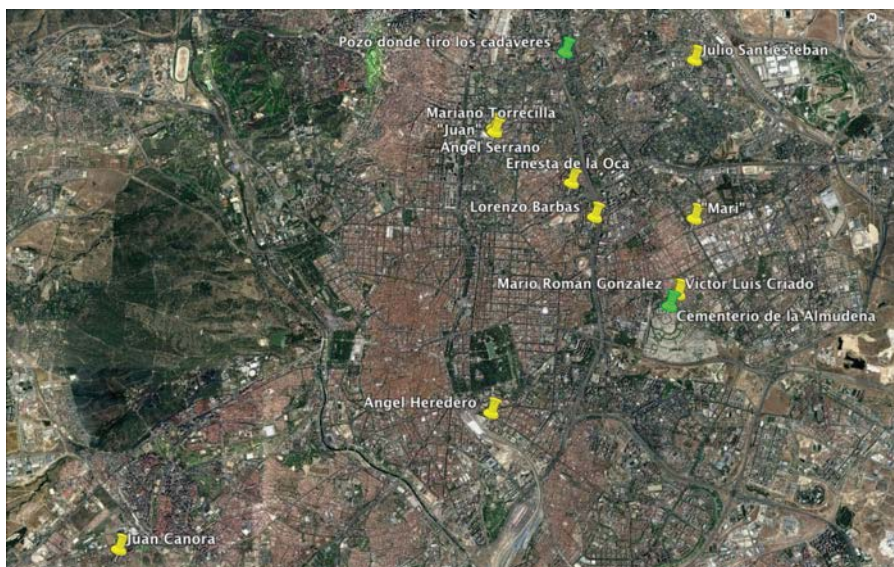 Pozo donde tiro los cadaveres
Julio Santiesteban
Mariano Torrecilla
"Juan"
Angel Serrano
Ernesta de la Oca
Lorenzo Barbas
"Mari"
Mario Roman Gonzalez
Victor Luis Criado
Cementerio de la Almudena
Angel Heredero
Juan Canora